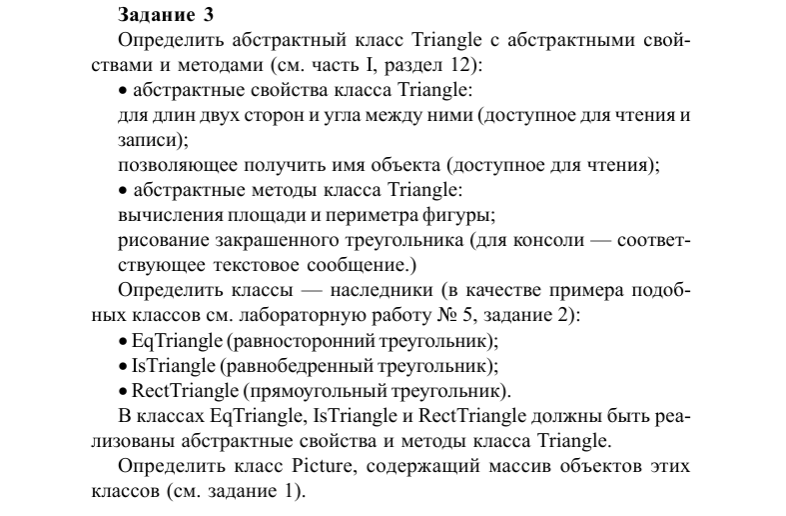 Задание 3
Определить абстрактный класс Triangle с абстрактными свой-
ствами и методами (см. часть I, раздел 12):
• абстрактные свойства класса Triangle:
для длин двух сторон и угла между ними (доступное для чтения и
записи);
позволяющее получить имя объекта (доступное для чтения);
• абстрактные методы класса Triangle:
вычисления площади и периметра фигуры;
рисование закрашенного треугольника (для консоли — соответ-
ствующее текстовое сообщение.)
Определить классы — наследники (в качестве примера подоб-
ных классов см. лабораторную работу № 5, задание 2):
• EqTriangle (равносторонний треугольник);
• IsTriangle (равнобедренный треугольник);
• RectTriangle (прямоугольный треугольник).
В классах EqTriangle, IsTriangle и RectTriangle должны быть реа-
лизованы абстрактные свойства и методы класса Triangle.
Определить класс Picture, содержащий массив объектов этих
классов (см. задание 1).